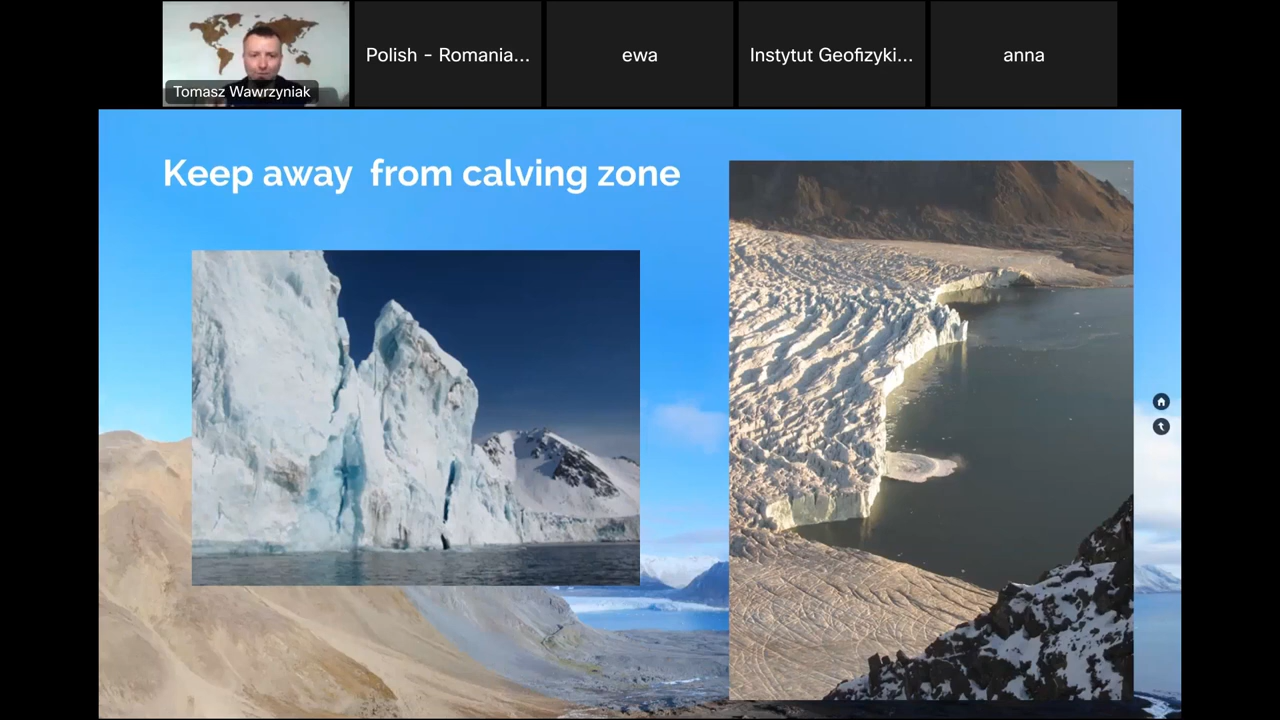 Tomasz Wawrzyniak
Polish - Romania...
ewa
Instytut Geofizyki...
anna
Keep away from calving zone